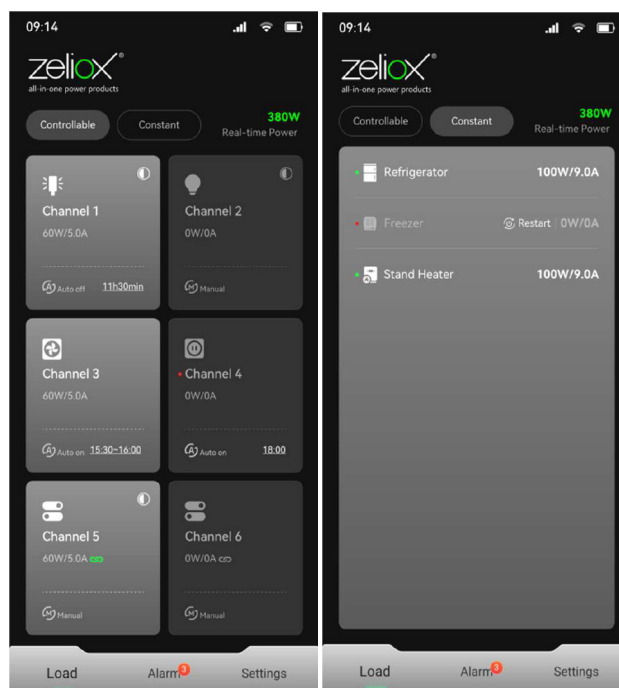 09:14
zeliox®
all-in-one power products
Controllable
Constant
380W
Real-time Power
Channel 1
60W/5.0A
A Auto off 11h30min
Channel 2
0W/0A
M Manual
Channel 3
60W/5.0A
A Auto on 15:30~16:00
Channel 4
0W/0A
A Auto on 18:00
Channel 5
60W/5.0A
M Manual
Channel 6
0W/0A
M Manual
Load
Alarm 3
Settings
09:14
zeliox®
all-in-one power products
Controllable
Constant
380W
Real-time Power
Refrigerator 100W/9.0A
Freezer Restart 0W/0A
Stand Heater 100W/9.0A
Load
Alarm 3
Settings